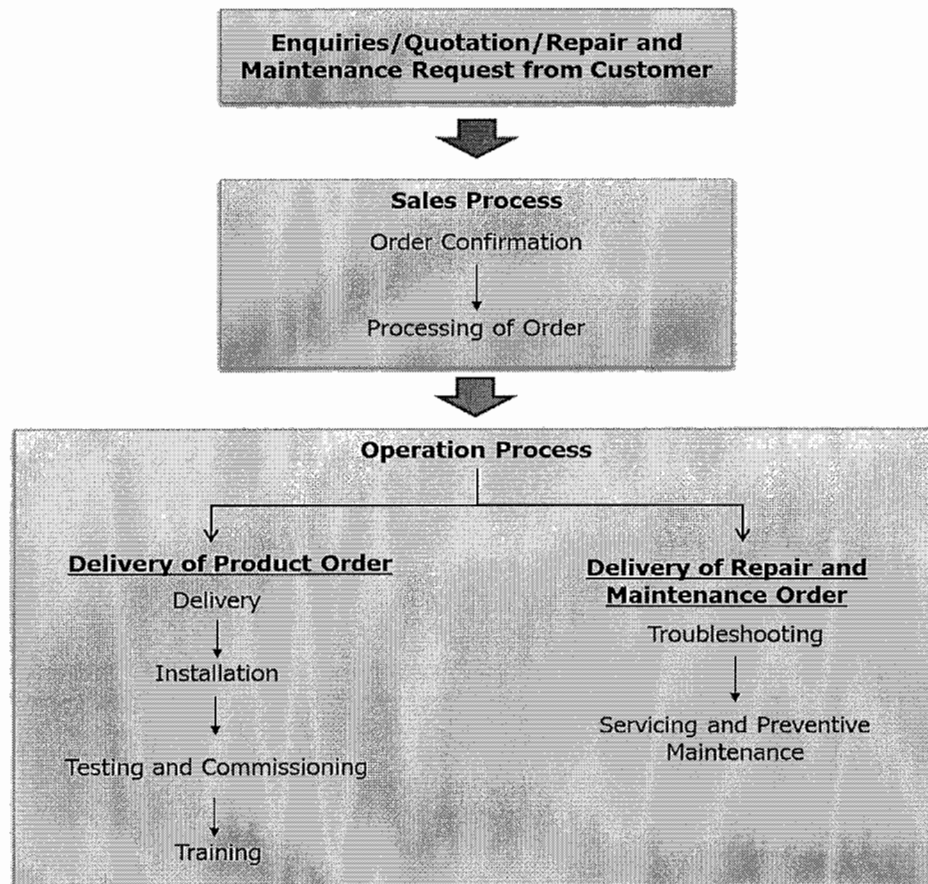 Enquiries/Quotation/Repair and
Maintenance Request from Customer
Sales Process
Order Confirmation
Processing of Order
Operation Process
Delivery of Product Order
Delivery
Installation
Testing and Commissioning
Training
Delivery of Repair and
Maintenance Order
Troubleshooting
Servicing and Preventive
Maintenance